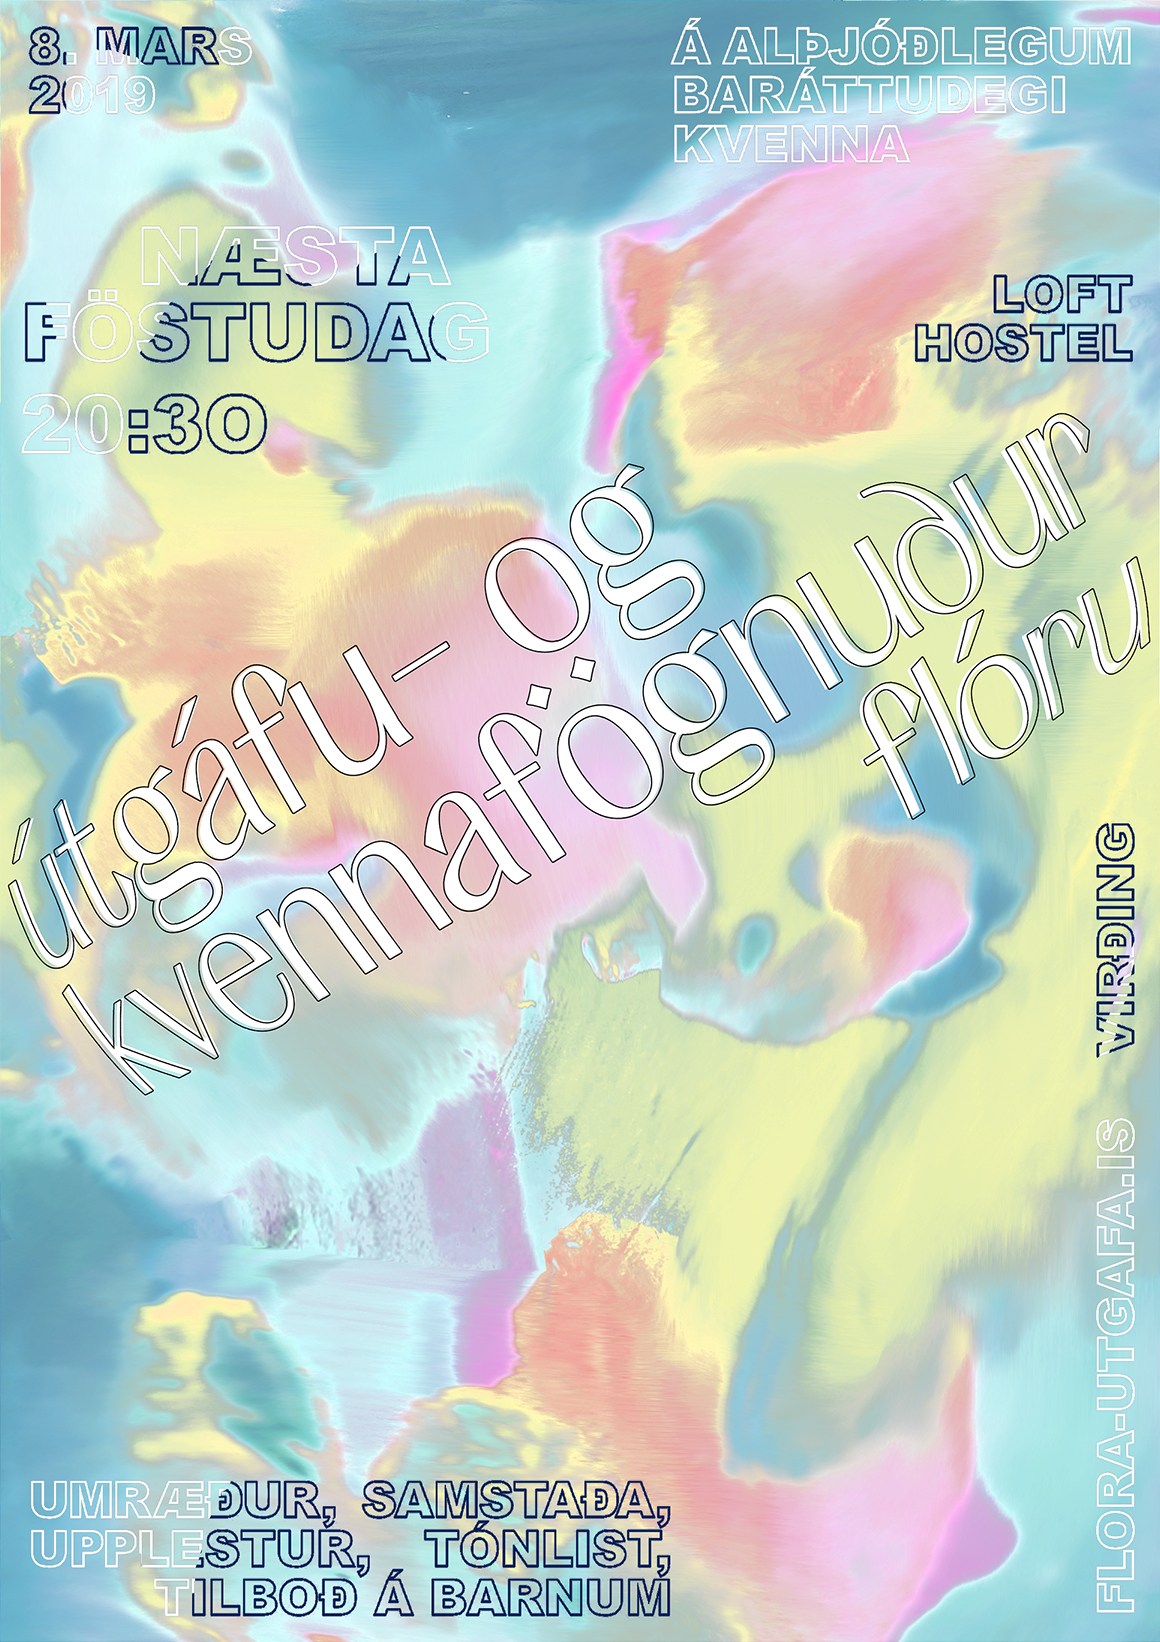 8. MARS
2019
Á ALÞJÓÐLEGUM
BARÁTTUDEGI
KVENNA
NÆSTA
FÖSTUDAG
20:30
LOFT
HOSTEL
útgáfu- og
kvennafögnuður
flóru
VIRÐING
FLORA-UTGAFA.IS
UMRÆÐUR, SAMSTAÐA,
UPPLESTUR, TÓNLIST,
TILBOÐ Á BARNUM